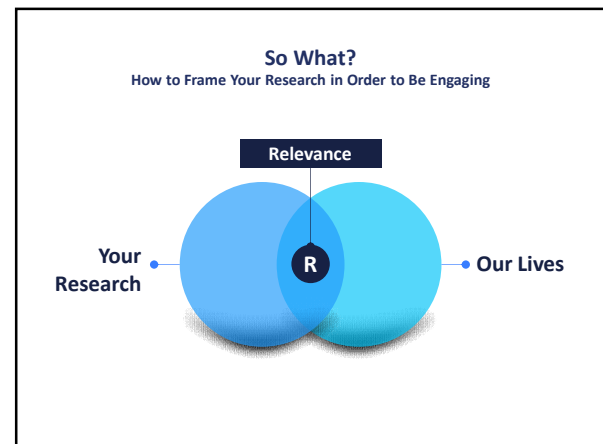 So What?
How to Frame Your Research in Order to Be Engaging
Relevance
Your
Research
R
Our Lives